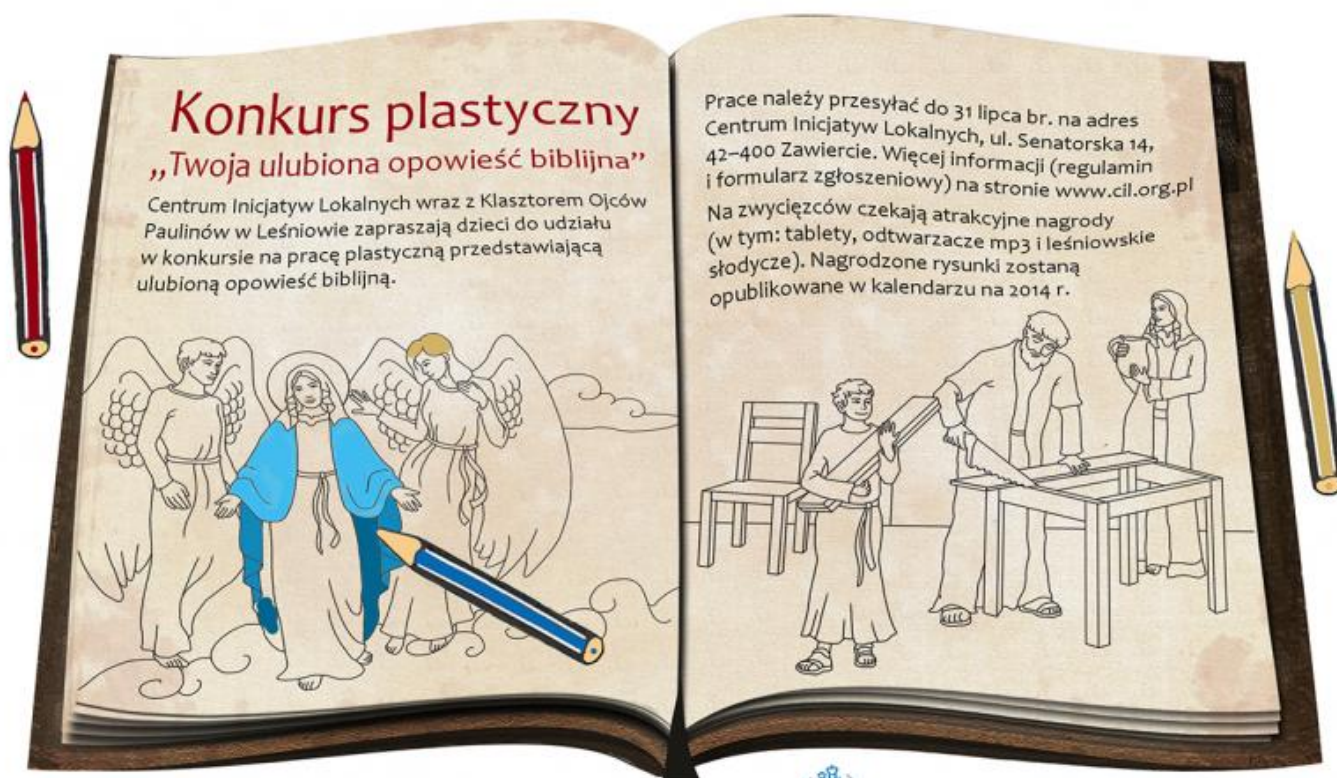 Konkurs plastyczny
„Twoja ulubiona opowieść biblijna”
Centrum Inicjatyw Lokalnych wraz z Klasztorem Ojców
Paulinów w Leśniowie zapraszają dzieci do udziału
w konkursie na pracę plastyczną przedstawiającą
ulubioną opowieść biblijną.
Prace należy przesyłać do 31 lipca br. na adres
Centrum Inicjatyw Lokalnych, ul. Senatorska 14,
42–400 Zawiercie. Więcej informacji (regulamin
i formularz zgłoszeniowy) na stronie www.cil.org.pl
Na zwycięzców czekają atrakcyjne nagrody
(w tym: tablety, odtwarzacze mp3 i leśniowskie
słodycze). Nagrodzone rysunki zostaną
opublikowane w kalendarzu na 2014 r.